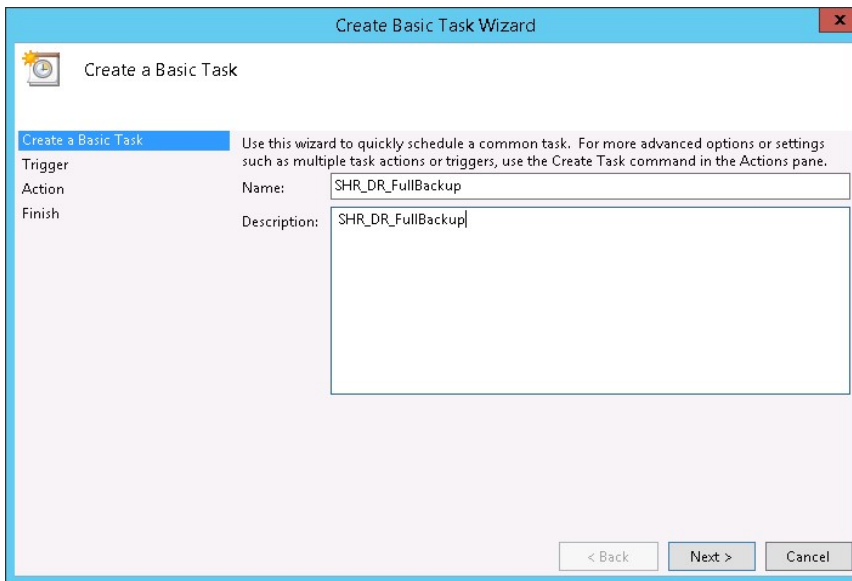 Create Basic Task Wizard
x
Create a Basic Task
Create a Basic Task
Trigger
Action
Finish
Use this wizard to quickly schedule a common task. For more advanced options or settings
such as multiple task actions or triggers, use the Create Task command in the Actions pane.
Name: SHR_DR_FullBackup
Description: SHR_DR_FullBackup
< Back Next > Cancel